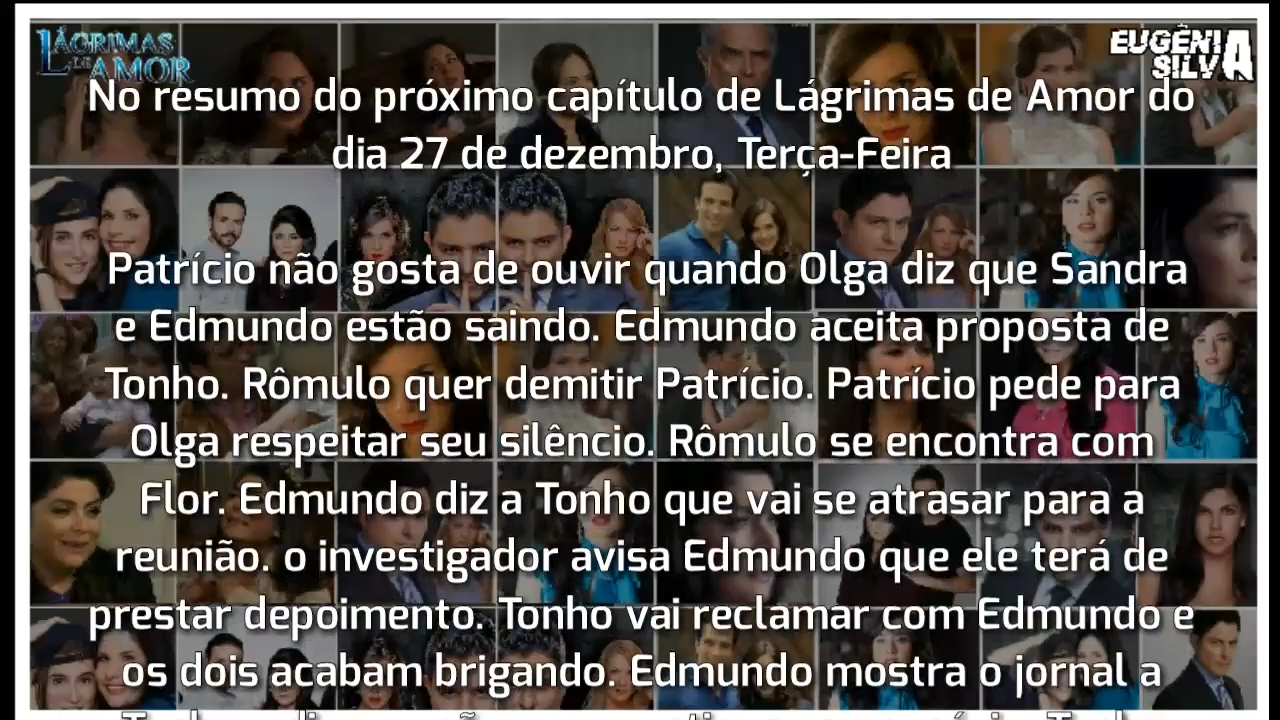 LÁGRIMAS
DE AMOR
EUGÊNIA
SILVA
No resumo do próximo capítulo de Lágrimas de Amor do
dia 27 de dezembro, Terça-Feira
Patrício não gosta de ouvir quando Olga diz que Sandra
e Edmundo estão saindo. Edmundo aceita proposta de
Tonho. Rômulo quer demitir Patrício. Patrício pede para
Olga respeitar seu silêncio. Rômulo se encontra com
Flor. Edmundo diz a Tonho que vai se atrasar para a
reunião. o investigador avisa Edmundo que ele terá de
prestar depoimento. Tonho vai reclamar com Edmundo e
os dois acabam brigando. Edmundo mostra o jornal a